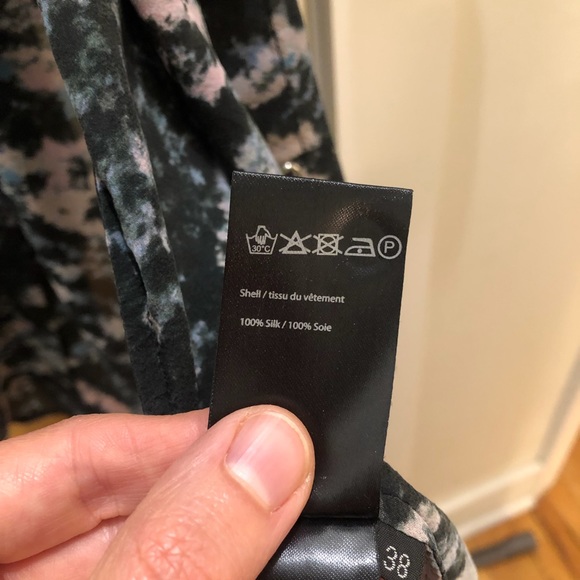 30°C P
Shell / tissu du vêtement
100% Silk / 100% Soie
38